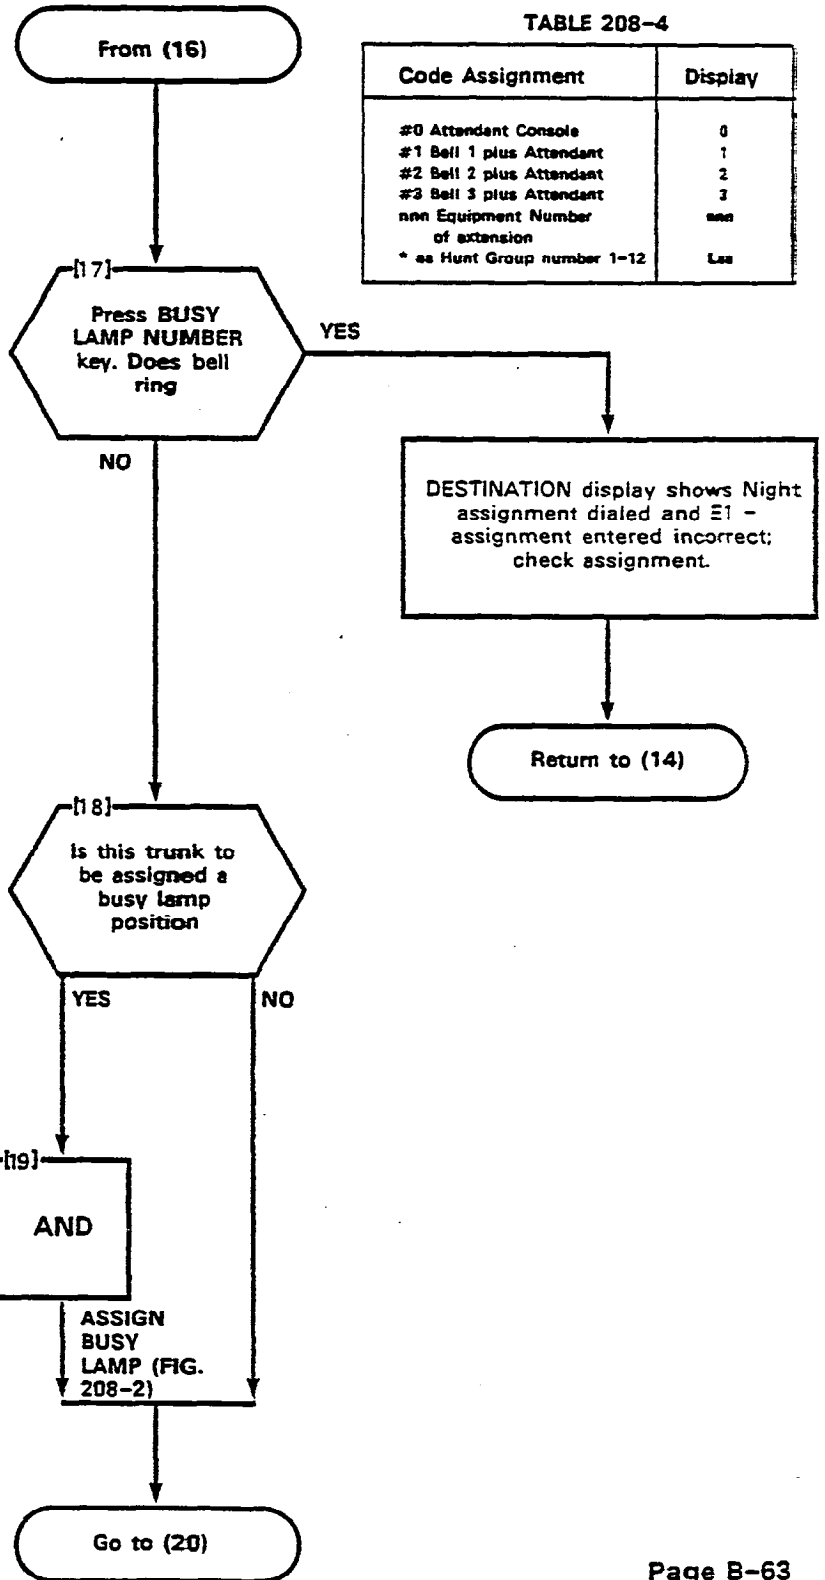 From (16)
TABLE 208-4
Code Assignment Display
#0 Attendant Console 0
#1 Bell 1 plus Attendant 1
#2 Bell 2 plus Attendant 2
#3 Bell 3 plus Attendant 3
nnn Equipment Number nnn
of extension
* aa Hunt Group number 1-12 Laa
[17]
Press BUSY
LAMP NUMBER
key. Does bell
ring
YES
NO
DESTINATION display shows Night
assignment dialed and E1 -
assignment entered incorrect;
check assignment.
Return to (14)
[18]
Is this trunk to
be assigned a
busy lamp
position
YES
NO
[19]
AND
ASSIGN
BUSY
LAMP (FIG.
208-2)
Go to (20)
Page B-63